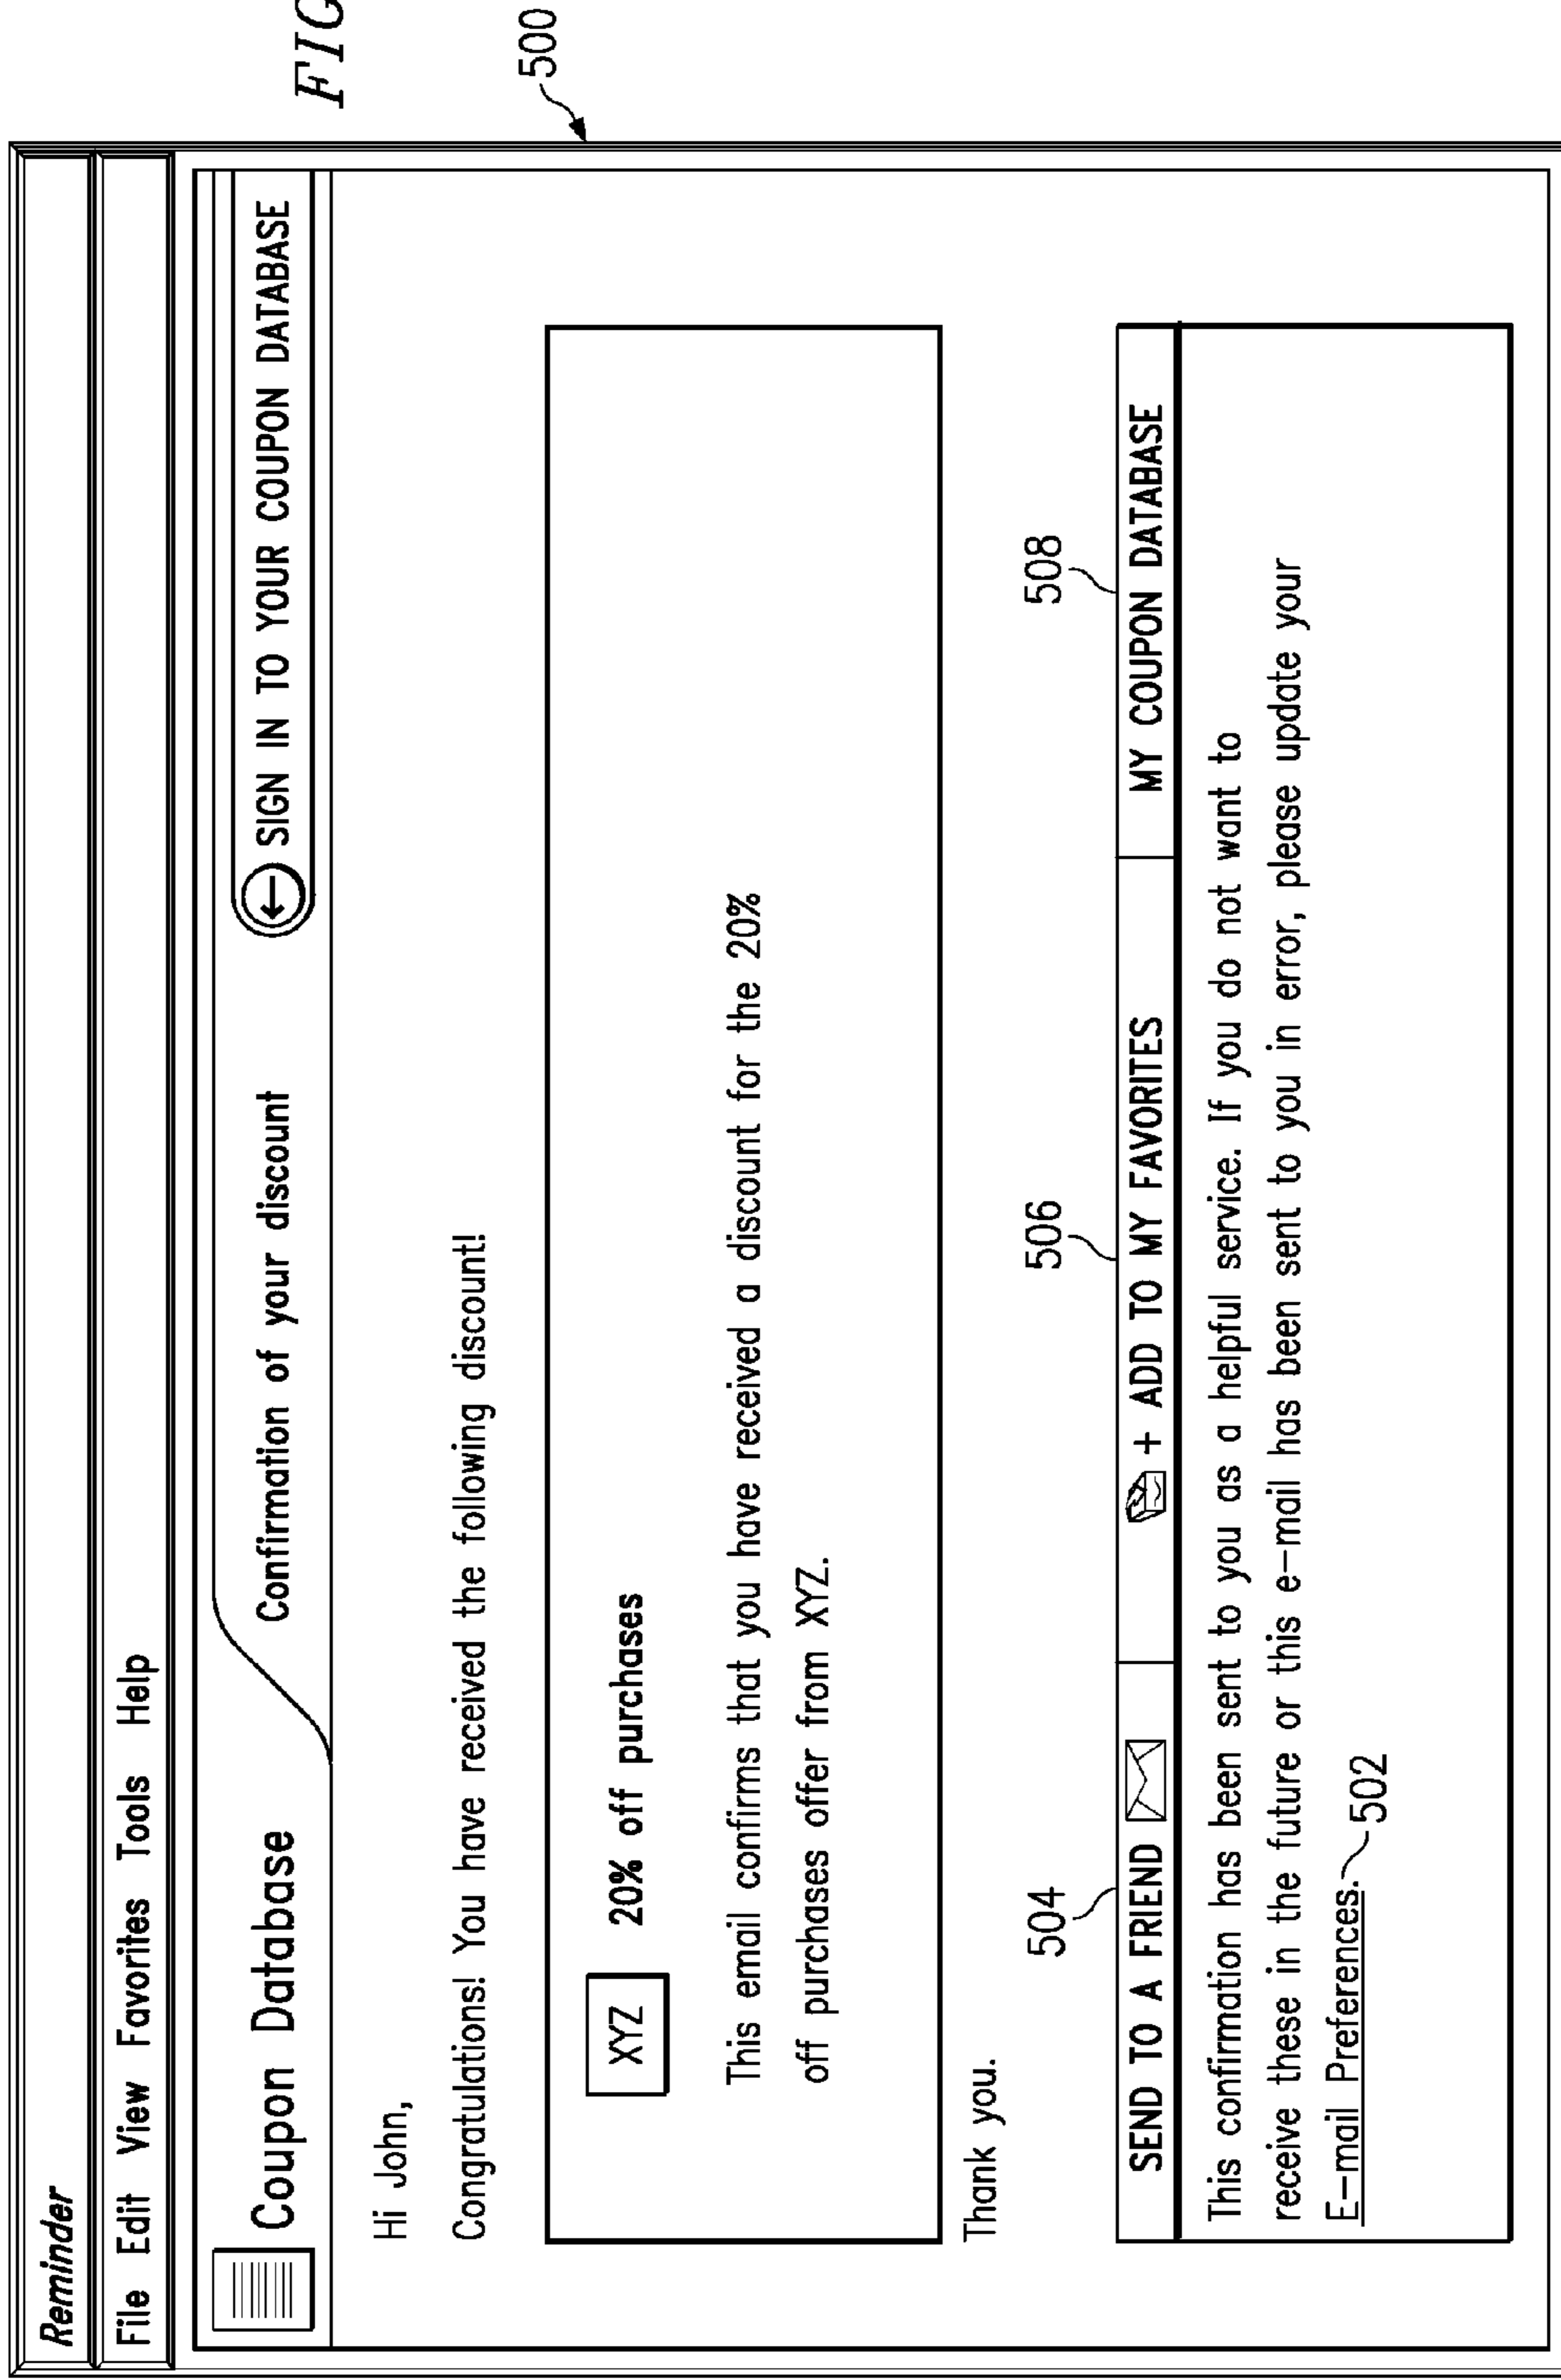 FIG
500
Reminder
File Edit View Favorites Tools Help
Coupon Database
Confirmation of your discount
SIGN IN TO YOUR COUPON DATABASE
Hi John,
Congratulations! You have received the following discount!
XYZ 20% off purchases
This email confirms that you have received a discount for the 20%
off purchases offer from XYZ.
Thank you.
504
506
508
SEND TO A FRIEND
+ ADD TO MY FAVORITES
MY COUPON DATABASE
This confirmation has been sent to you as a helpful service. If you do not want to
receive these in the future or this e-mail has been sent to you in error, please update your
E-mail Preferences.
502